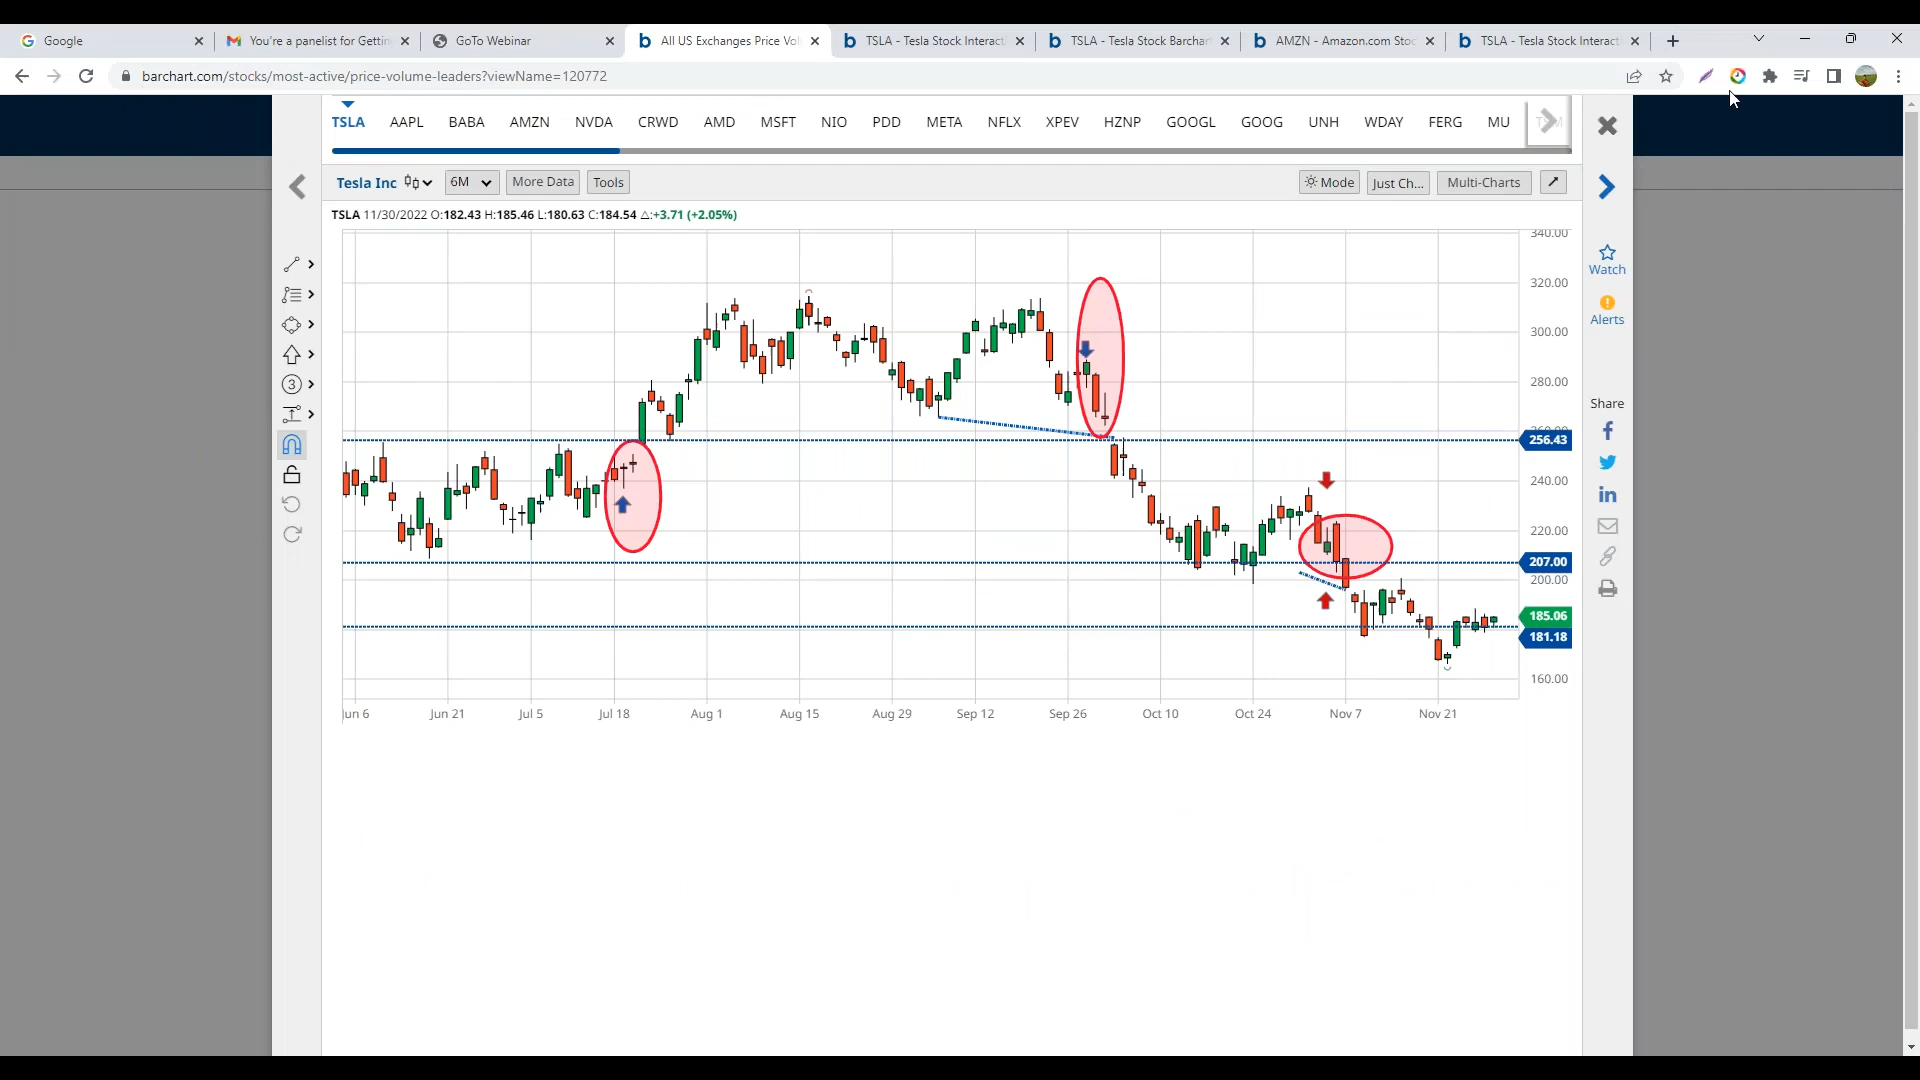 Google
You're a panelist for Gettin
GoTo Webinar
All US Exchanges Price Vol
TSLA - Tesla Stock Interacti
TSLA - Tesla Stock Barchar
AMZN - Amazon.com Stoc
TSLA - Tesla Stock Interacti
barchart.com/stocks/most-active/price-volume-leaders?viewName=120772
TSLA AAPL BABA AMZN NVDA CRWD AMD MSFT NIO PDD META NFLX XPEV HZNP GOOGL GOOG UNH WDAY FERG MU
Tesla Inc 6M More Data Tools Mode Just Ch... Multi-Charts
TSLA 11/30/2022 O:182.43 H:185.46 L:180.63 C:184.54 △:+3.71 (+2.05%)
340.00
320.00
300.00
280.00
260.00
256.43
240.00
220.00
207.00
200.00
185.06
181.18
160.00
Jun 6 Jun 21 Jul 5 Jul 18 Aug 1 Aug 15 Aug 29 Sep 12 Sep 26 Oct 10 Oct 24 Nov 7 Nov 21
3
Watch
Alerts
Share